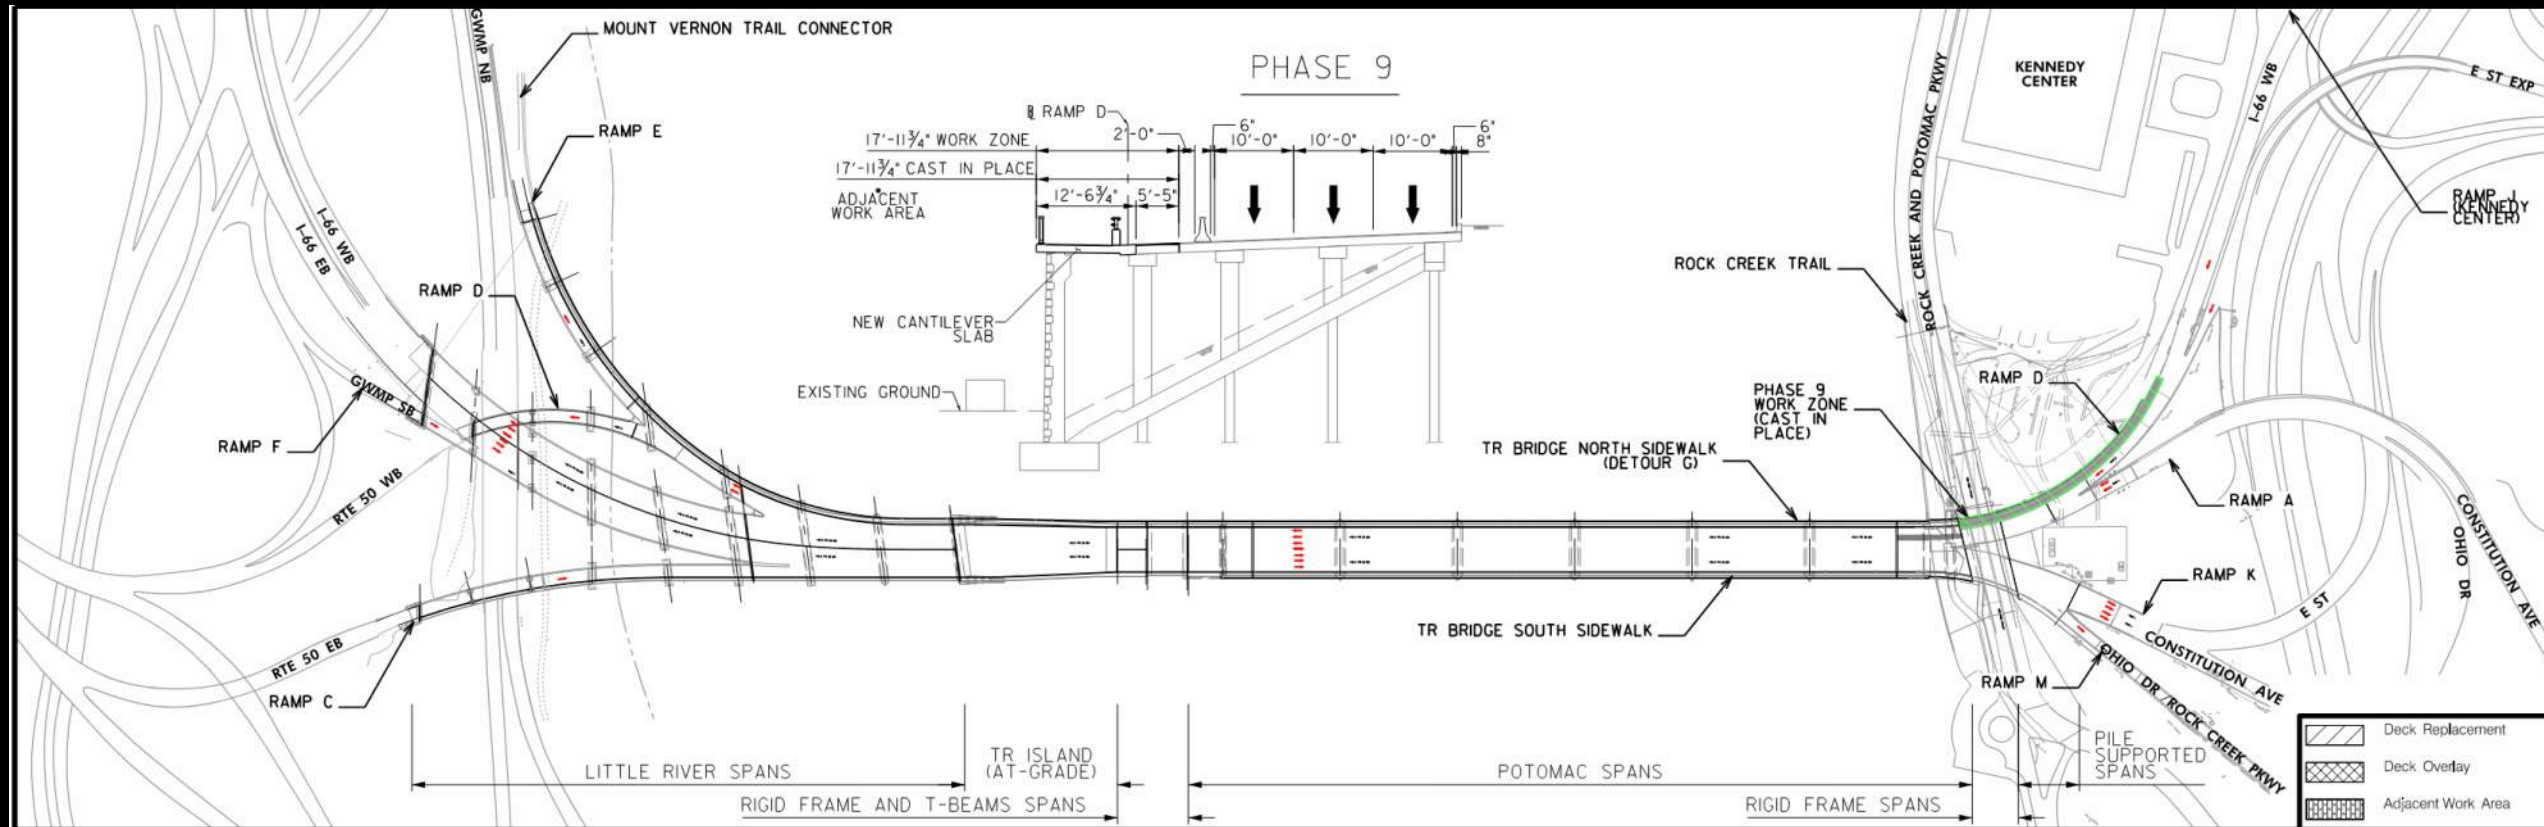 GWMP NB
MOUNT VERNON TRAIL CONNECTOR
RAMP E
I-66 WB
I-66 EB
RAMP D
GWMP SB
RAMP F
RTE 50 WB
RTE 50 EB
RAMP C
PHASE 9
RAMP D
17'-11¾" WORK ZONE
2'-0"
6"
10'-0"
10'-0"
10'-0"
6"
8"
17'-11¾" CAST IN PLACE
ADJACENT
WORK AREA
12'-6¾"
5'-5"
NEW CANTILEVER
SLAB
EXISTING GROUND
ROCK CREEK AND POTOMAC PKWY
KENNEDY
CENTER
I-66 WB
E ST EXP
RAMP J
(KENNEDY
CENTER)
ROCK CREEK TRAIL
RAMP D
PHASE 9
WORK ZONE
(CAST IN
PLACE)
TR BRIDGE NORTH SIDEWALK
(DETOUR G)
RAMP A
CONSTITUTION AVE
OHIO DR
RAMP K
E ST
TR BRIDGE SOUTH SIDEWALK
CONSTITUTION AVE
OHIO DR/ROCK CREEK PKWY
RAMP M
LITTLE RIVER SPANS
TR ISLAND
(AT-GRADE)
POTOMAC SPANS
PILE
SUPPORTED
SPANS
RIGID FRAME AND T-BEAMS SPANS
RIGID FRAME SPANS
Deck Replacement
Deck Overlay
Adjacent Work Area